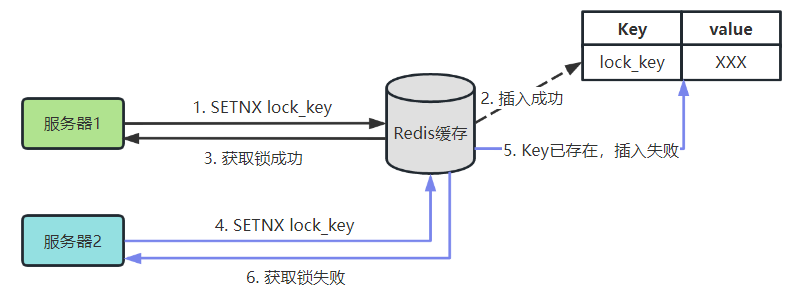 Key value
lock_key XXX
1. SETNX lock_key
2. 插入成功
服务器1
Redis缓存
3. 获取锁成功
5. Key已存在，插入失败
4. SETNX lock_key
服务器2
6. 获取锁失败